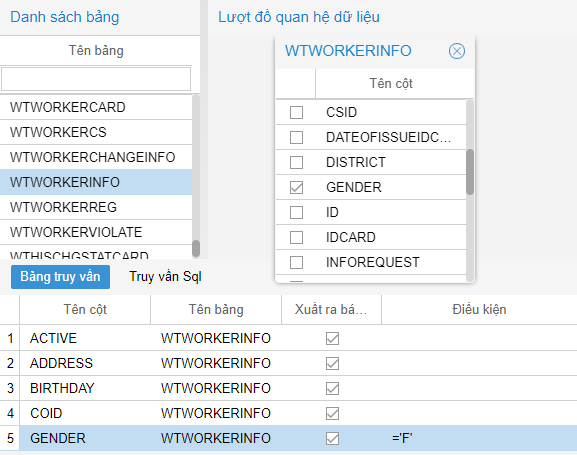 Danh sách bảng
Tên bảng
WTWORKERCARD
WTWORKERCS
WTWORKERCHANGEINFO
WTWORKERINFO
WTWORKERREG
WTWORKERVIOLATE
WTHISCHGSTATCARD
Lượt đồ quan hệ dữ liệu
WTWORKERINFO
Tên cột
CSID
DATEOFISSUEIDC...
DISTRICT
GENDER
ID
IDCARD
INFOREQUEST
Bảng truy vấn Truy vấn Sql
Tên cột Tên bảng Xuất ra bá... Điều kiện
1 ACTIVE WTWORKERINFO
2 ADDRESS WTWORKERINFO
3 BIRTHDAY WTWORKERINFO
4 COID WTWORKERINFO
5 GENDER WTWORKERINFO ='F'